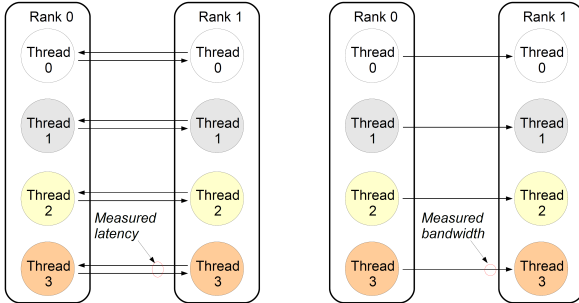 Rank 0
Thread
0
Thread
1
Thread
2
Thread
3
Rank 1
Thread
0
Thread
1
Thread
2
Thread
3
Measured
latency
Rank 0
Thread
0
Thread
1
Thread
2
Thread
3
Rank 1
Thread
0
Thread
1
Thread
2
Thread
3
Measured
bandwidth